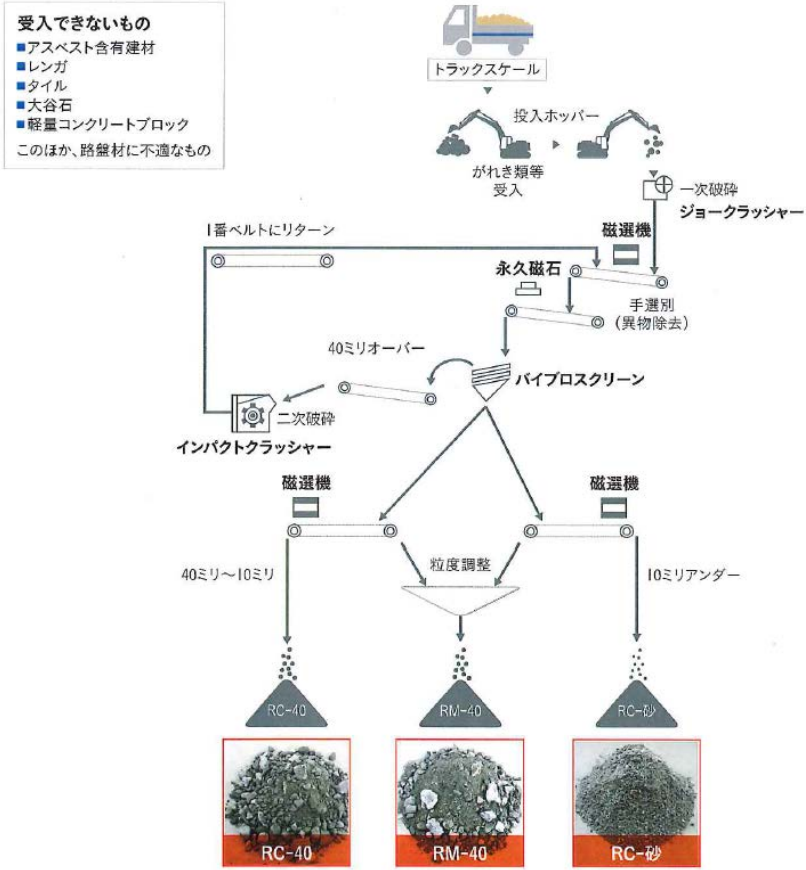 受入できないもの
■アスベスト含有建材
■レンガ
■タイル
■大谷石
■軽量コンクリートブロック
このほか、路盤材に不適なもの
トラックスケール
投入ホッパー
がれき類等
受入
一次破砕
ジョークラッシャー
1番ベルトにリターン
磁選機
永久磁石
手選別
(異物除去)
40ミリオーバー
バイブロスクリーン
二次破砕
インパクトクラッシャー
磁選機
磁選機
40ミリ～10ミリ
粒度調整
10ミリアンダー
RC-40
RM-40
RC-砂
RC-40
RM-40
RC-砂